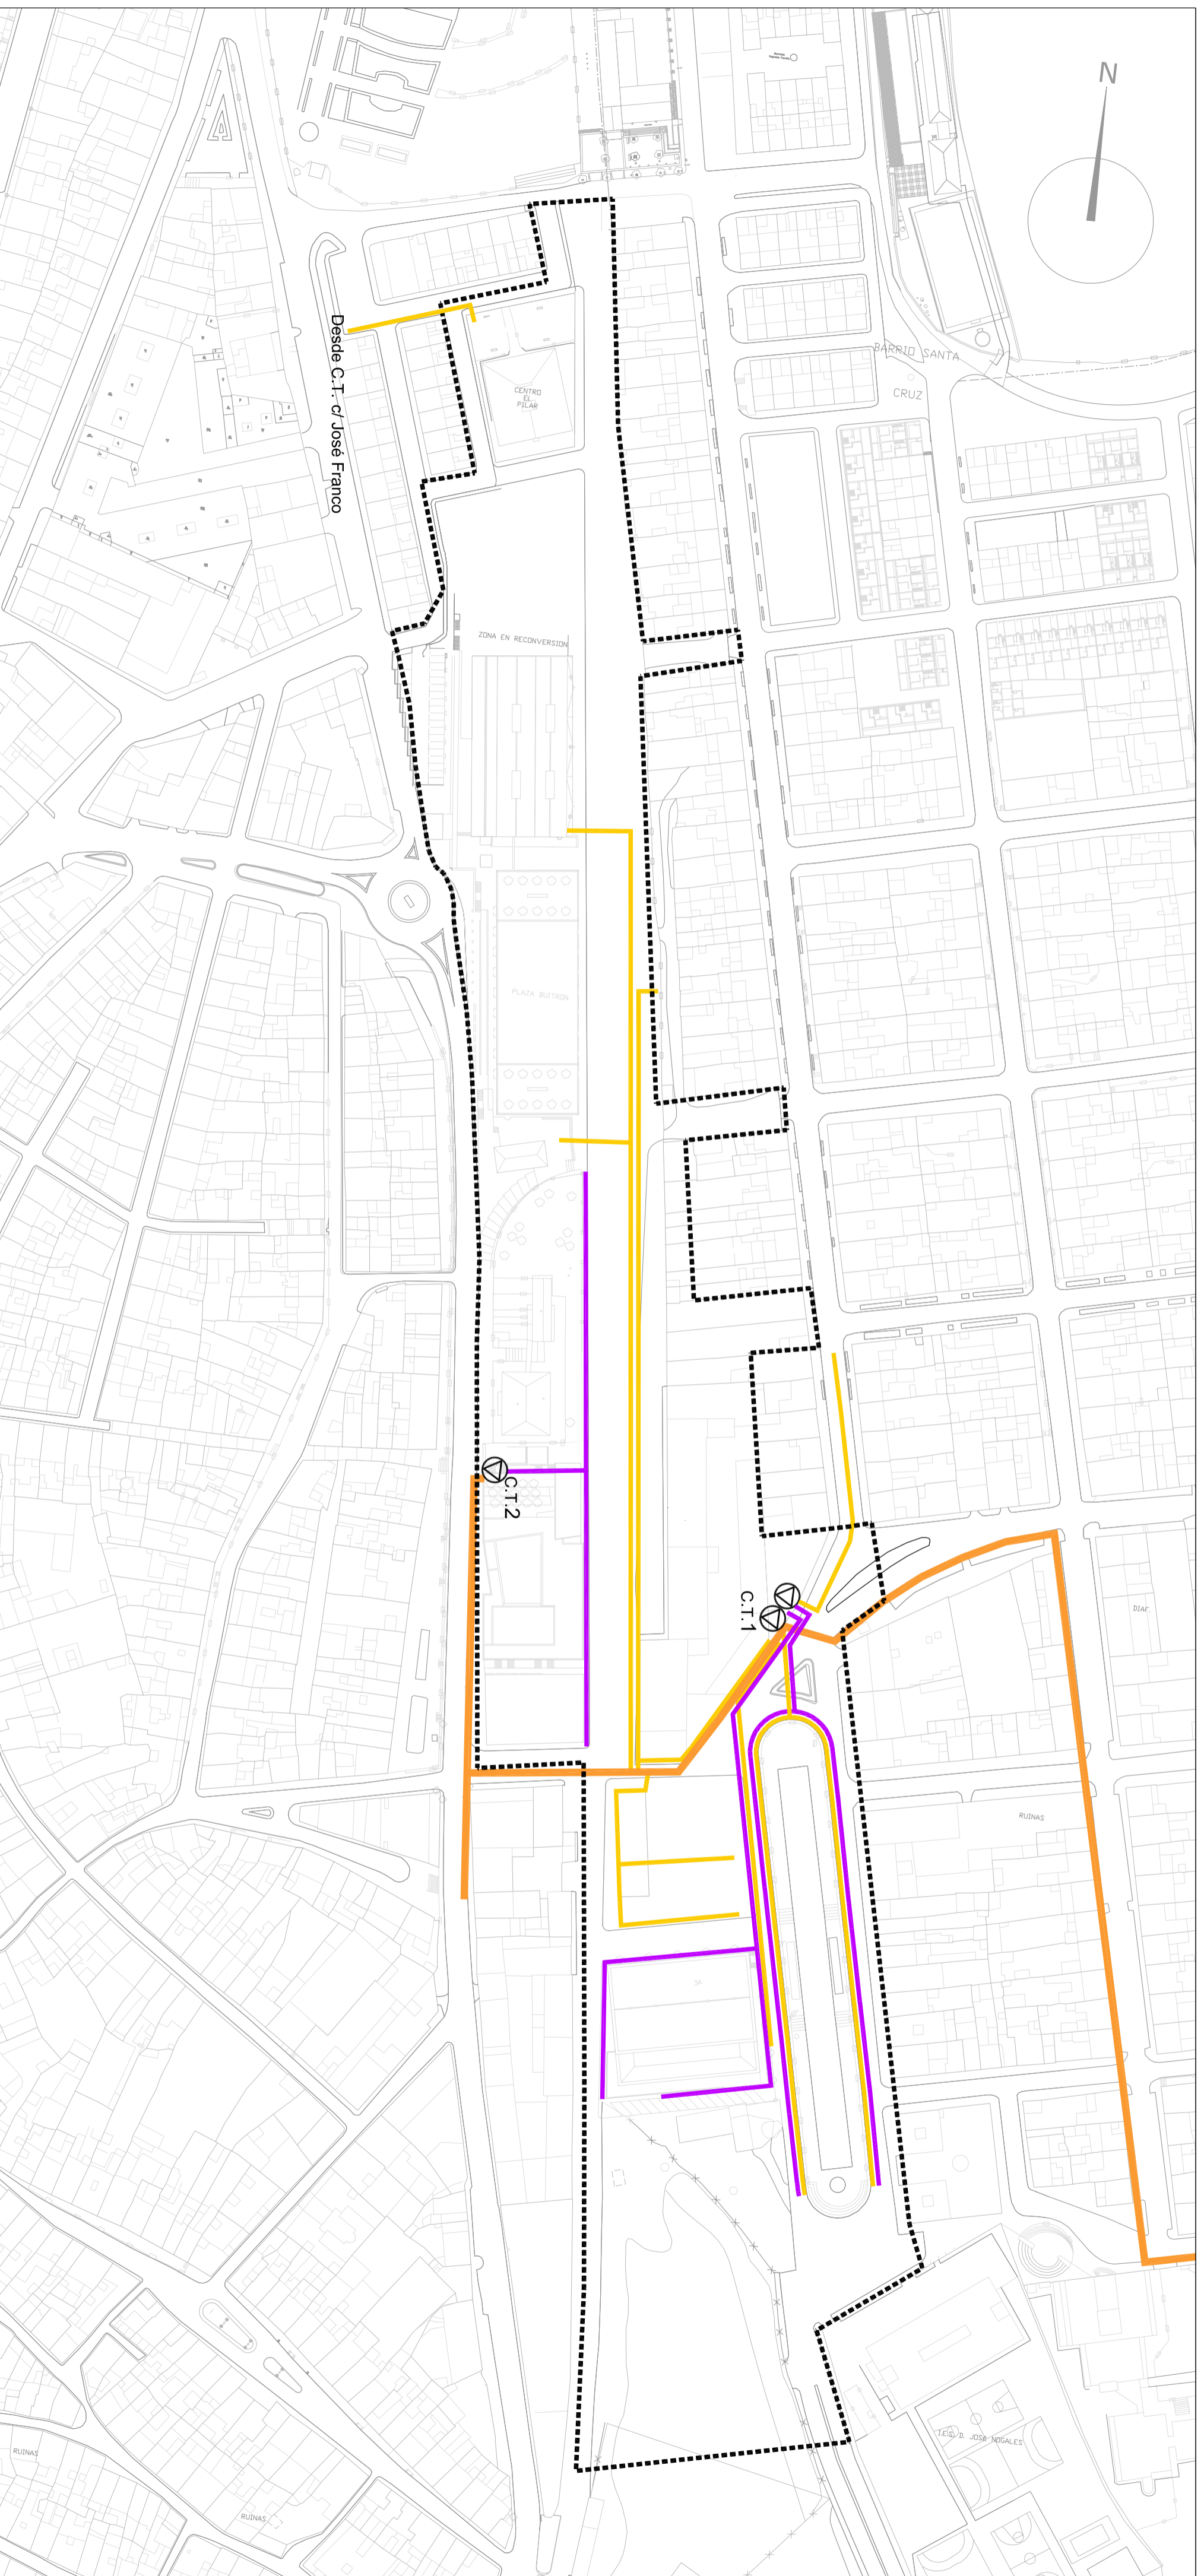 N
BARRIO SANTA
CRUZ
CENTRO
EL
PILAR
Desde C.T. c/ José Franco
ZONA EN RECONVERSION
PLAZA BUITRON
C.T.2
C.T.1
RUINAS
I.E.S. D. JOSE NOGALES
RUINAS
RUINAS